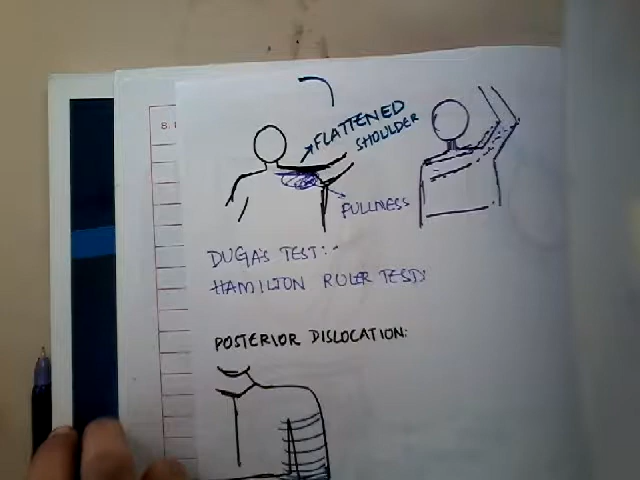 FLATTENED
SHOULDER
FULLNESS
DUGA'S TEST:-
HAMILTON RULER TEST:
POSTERIOR DISLOCATION: